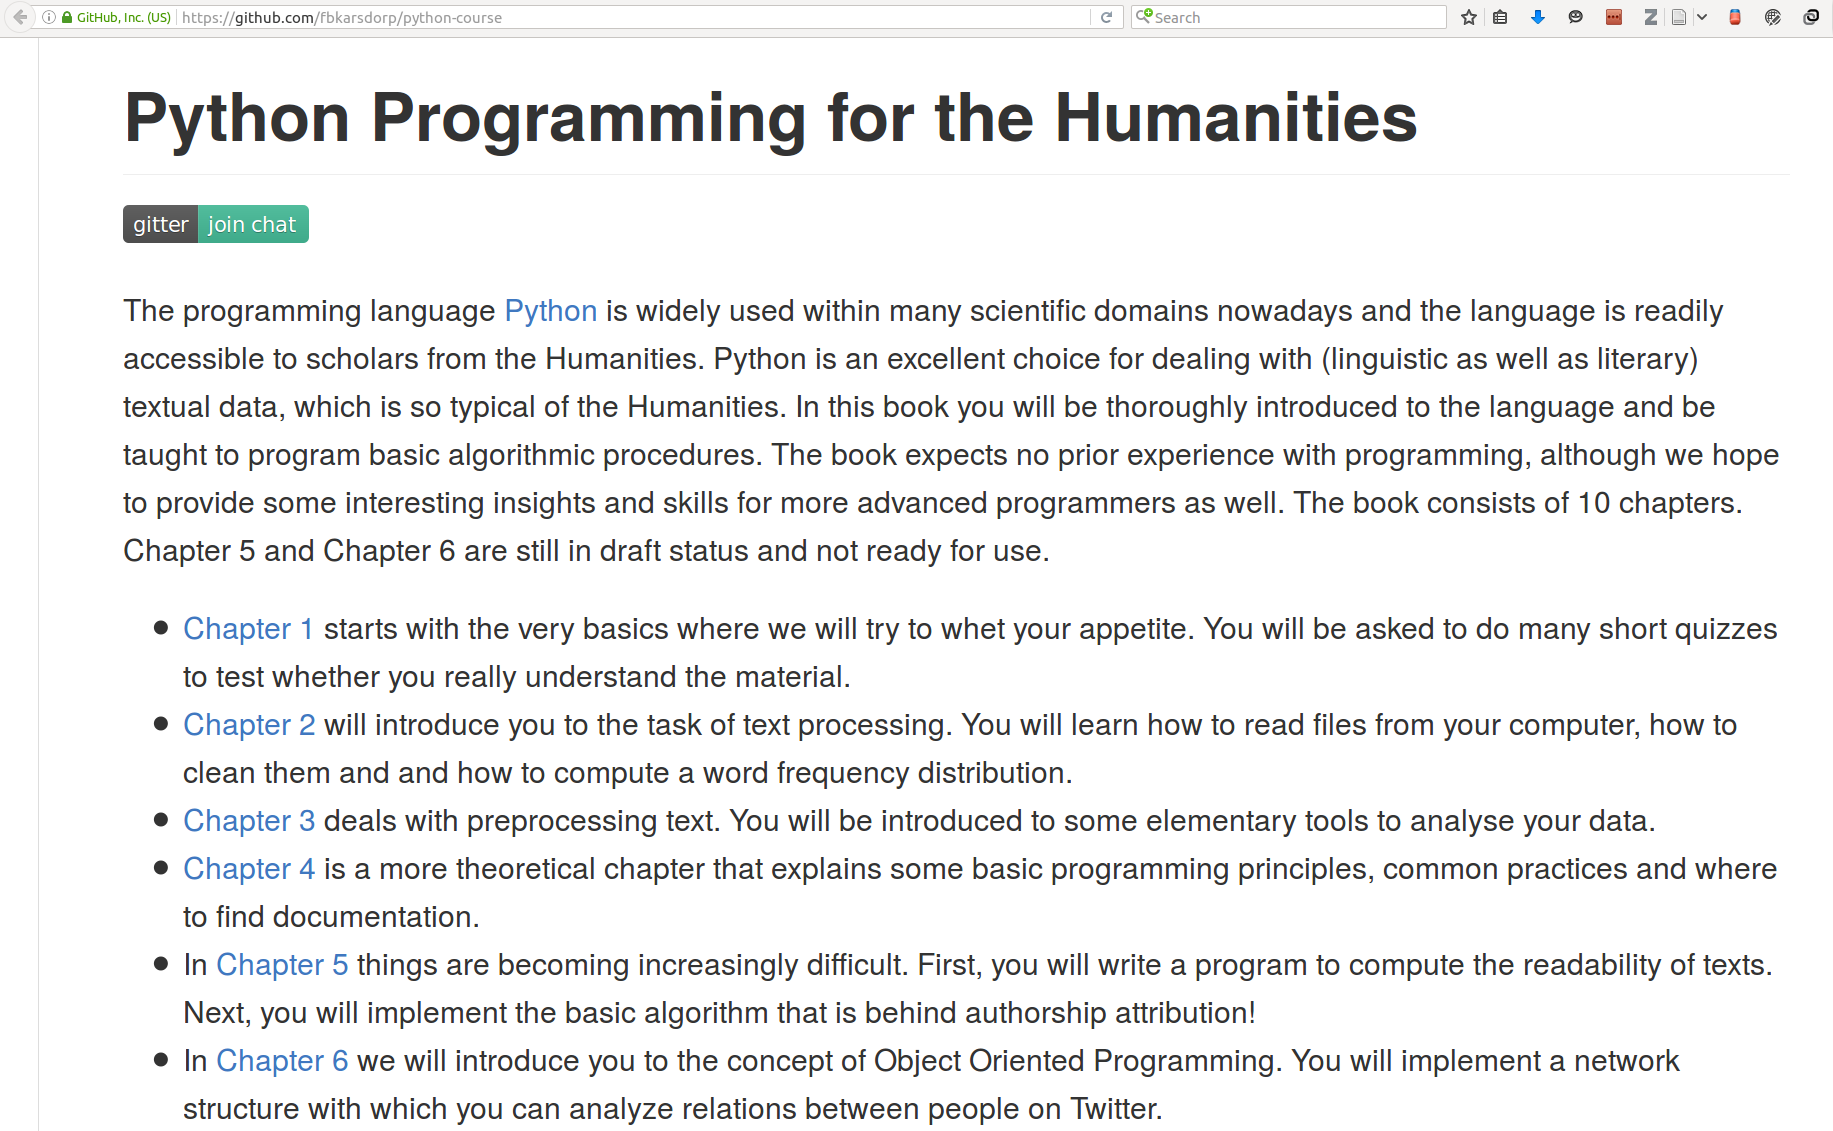 GitHub, Inc. (US) https://github.com/fbkarsdorp/python-course Search
Python Programming for the Humanities
gitter join chat
The programming language Python is widely used within many scientific domains nowadays and the language is readily
accessible to scholars from the Humanities. Python is an excellent choice for dealing with (linguistic as well as literary)
textual data, which is so typical of the Humanities. In this book you will be thoroughly introduced to the language and be
taught to program basic algorithmic procedures. The book expects no prior experience with programming, although we hope
to provide some interesting insights and skills for more advanced programmers as well. The book consists of 10 chapters.
Chapter 5 and Chapter 6 are still in draft status and not ready for use.
• Chapter 1 starts with the very basics where we will try to whet your appetite. You will be asked to do many short quizzes
to test whether you really understand the material.
• Chapter 2 will introduce you to the task of text processing. You will learn how to read files from your computer, how to
clean them and and how to compute a word frequency distribution.
• Chapter 3 deals with preprocessing text. You will be introduced to some elementary tools to analyse your data.
• Chapter 4 is a more theoretical chapter that explains some basic programming principles, common practices and where
to find documentation.
• In Chapter 5 things are becoming increasingly difficult. First, you will write a program to compute the readability of texts.
Next, you will implement the basic algorithm that is behind authorship attribution!
• In Chapter 6 we will introduce you to the concept of Object Oriented Programming. You will implement a network
structure with which you can analyze relations between people on Twitter.